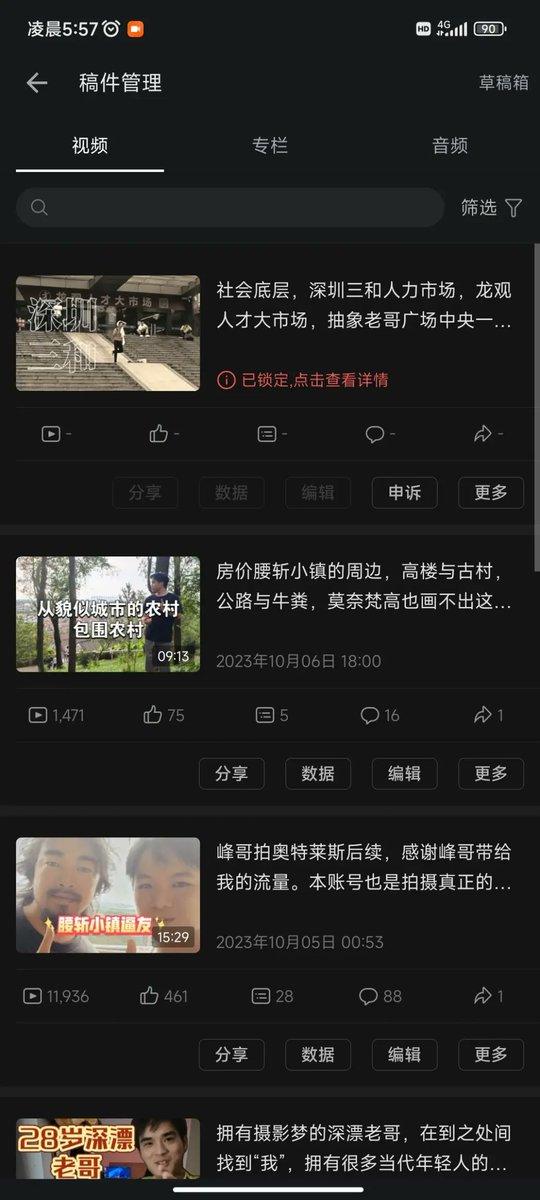 凌晨5:57
HD 4G 90
稿件管理
草稿箱
视频 专栏 音频
筛选
深圳
三和
人才大市场
社会底层，深圳三和人力市场，龙观
人才大市场，抽象老哥广场中央一...
已锁定,点击查看详情
- - - - -
分享 数据 编辑 申诉 更多
从貌似城市的农村
包围农村
09:13
房价腰斩小镇的周边，高楼与古村，
公路与牛粪，莫奈梵高也画不出这...
2023年10月06日 18:00
1,471 75 5 16 1
分享 数据 编辑 更多
腰斩小镇逼友
15:29
峰哥拍奥特莱斯后续，感谢峰哥带给
我的流量。本账号也是拍摄真正的...
2023年10月05日 00:53
11,936 461 28 88 1
分享 数据 编辑 更多
28岁深漂
老哥
拥有摄影梦的深漂老哥，在到之处间
找到“我”，拥有很多当代年轻人的...